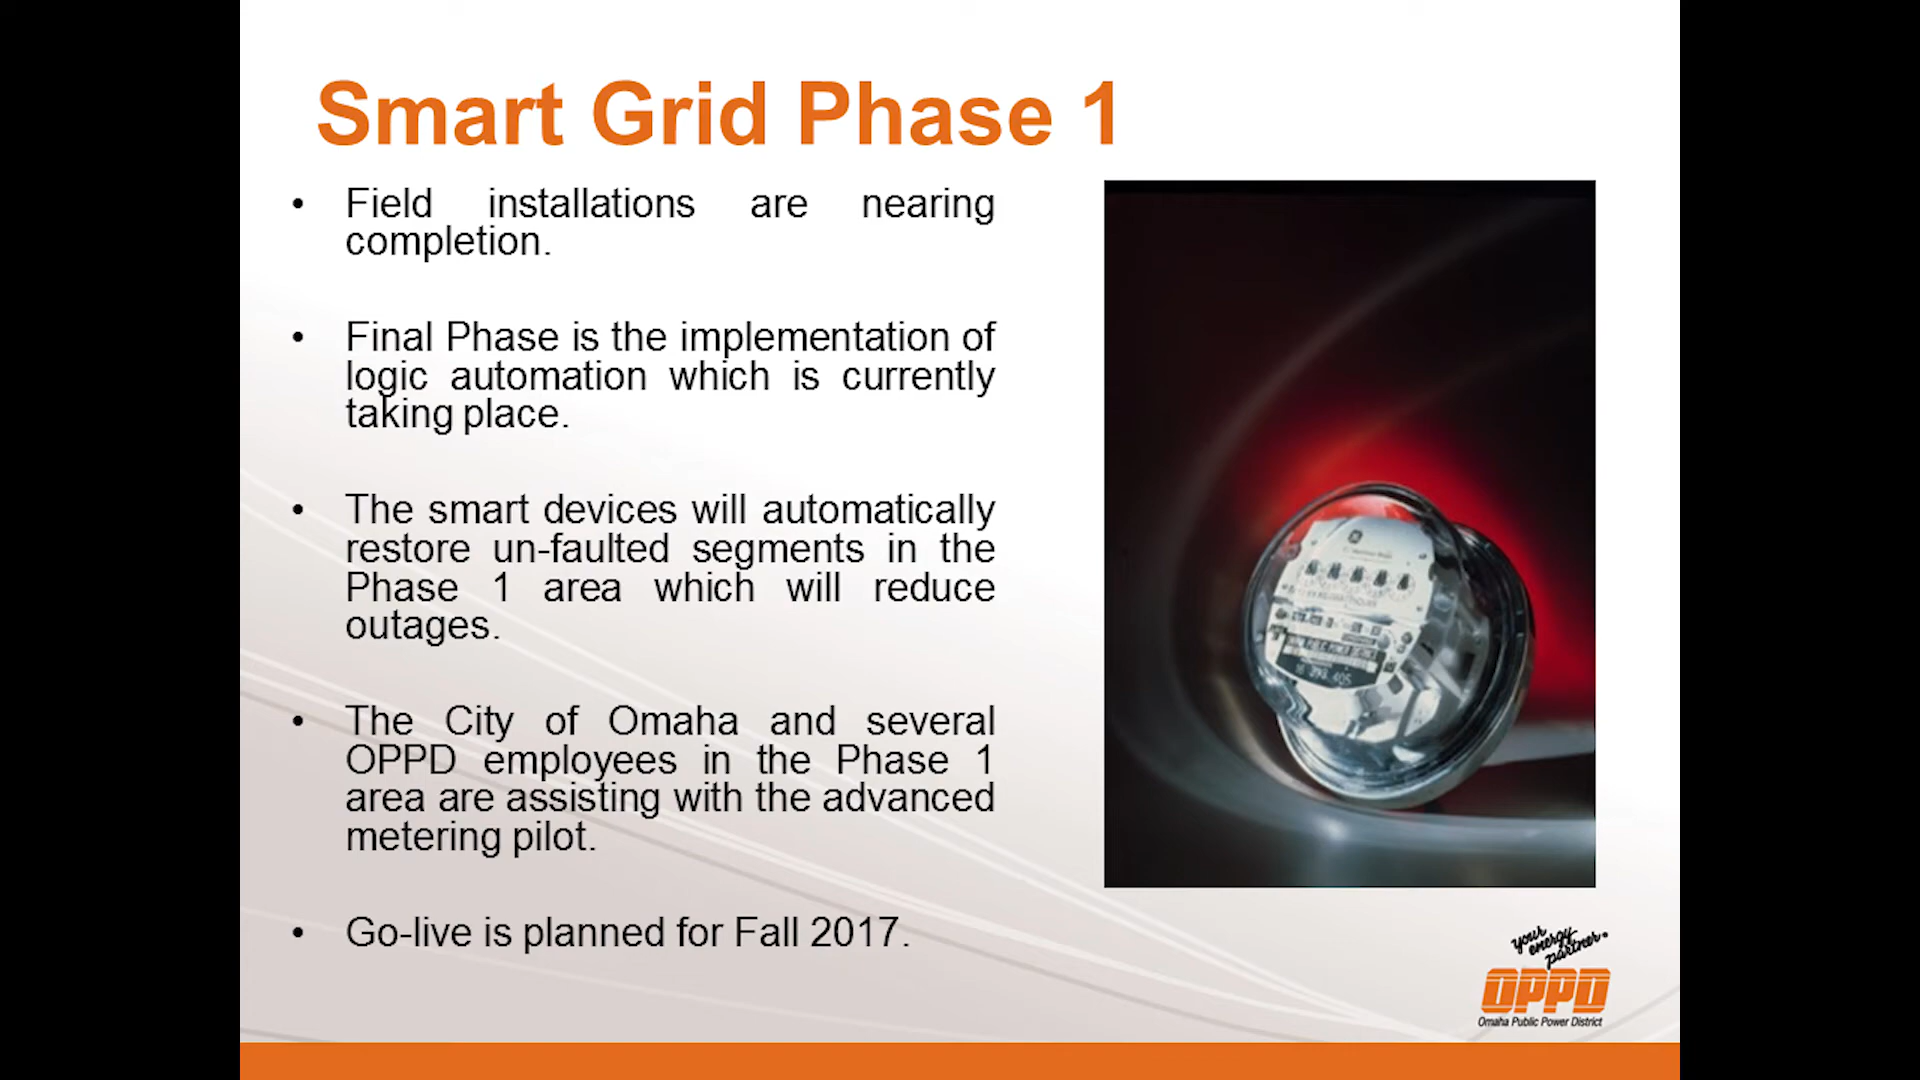 Smart Grid Phase 1
• Field installations are nearing
completion.
• Final Phase is the implementation of
logic automation which is currently
taking place.
• The smart devices will automatically
restore un-faulted segments in the
Phase 1 area which will reduce
outages.
• The City of Omaha and several
OPPD employees in the Phase 1
area are assisting with the advanced
metering pilot.
• Go-live is planned for Fall 2017.
your
energy
partner
OPPD
Omaha Public Power District